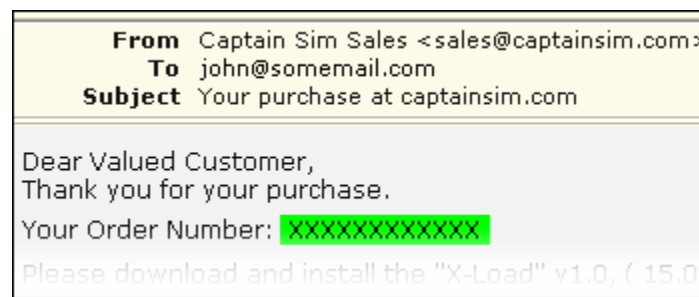 From Captain Sim Sales <sales@captainsim.com>
To john@somemail.com
Subject Your purchase at captainsim.com
Dear Valued Customer,
Thank you for your purchase.
Your Order Number: XXXXXXXXXXXX
Please download and install the "X-Load" v1.0, ( 15.0